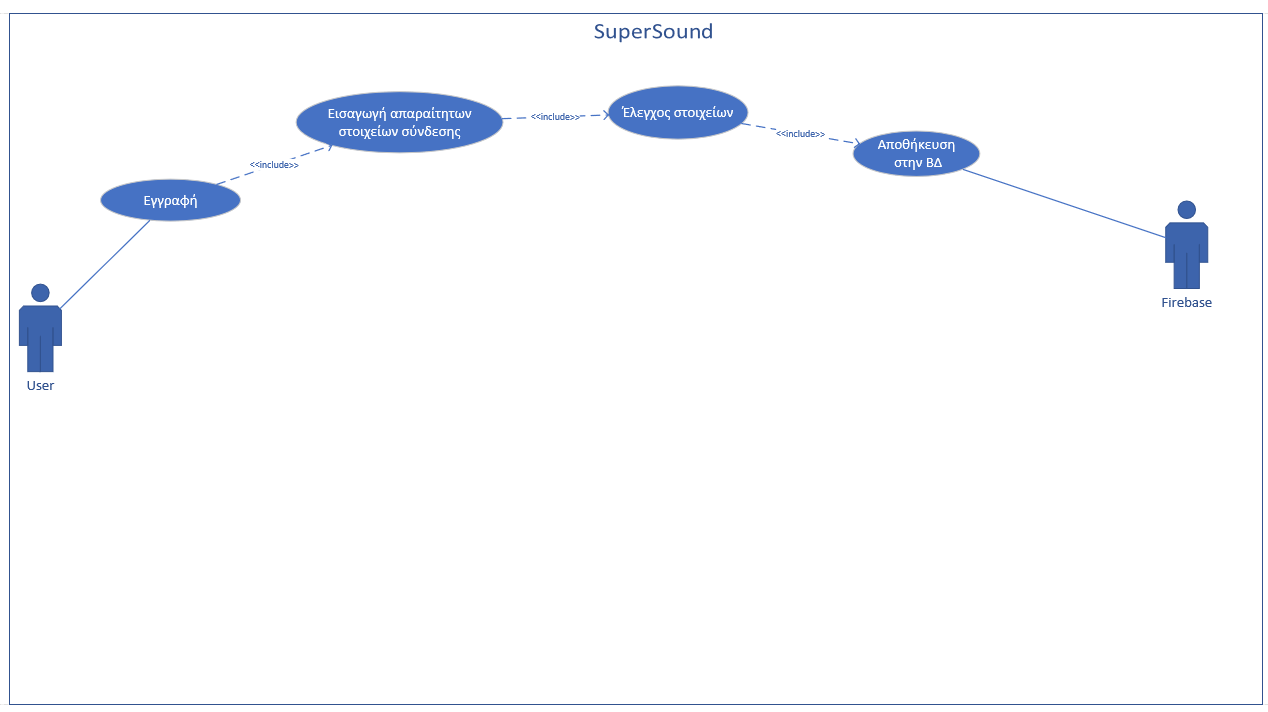 SuperSound
Εισαγωγή απαραίτητων
στοιχείων σύνδεσης
<<include>>
Έλεγχος στοιχείων
<<include>>
Αποθήκευση
στην ΒΔ
<<include>>
Εγγραφή
User
Firebase